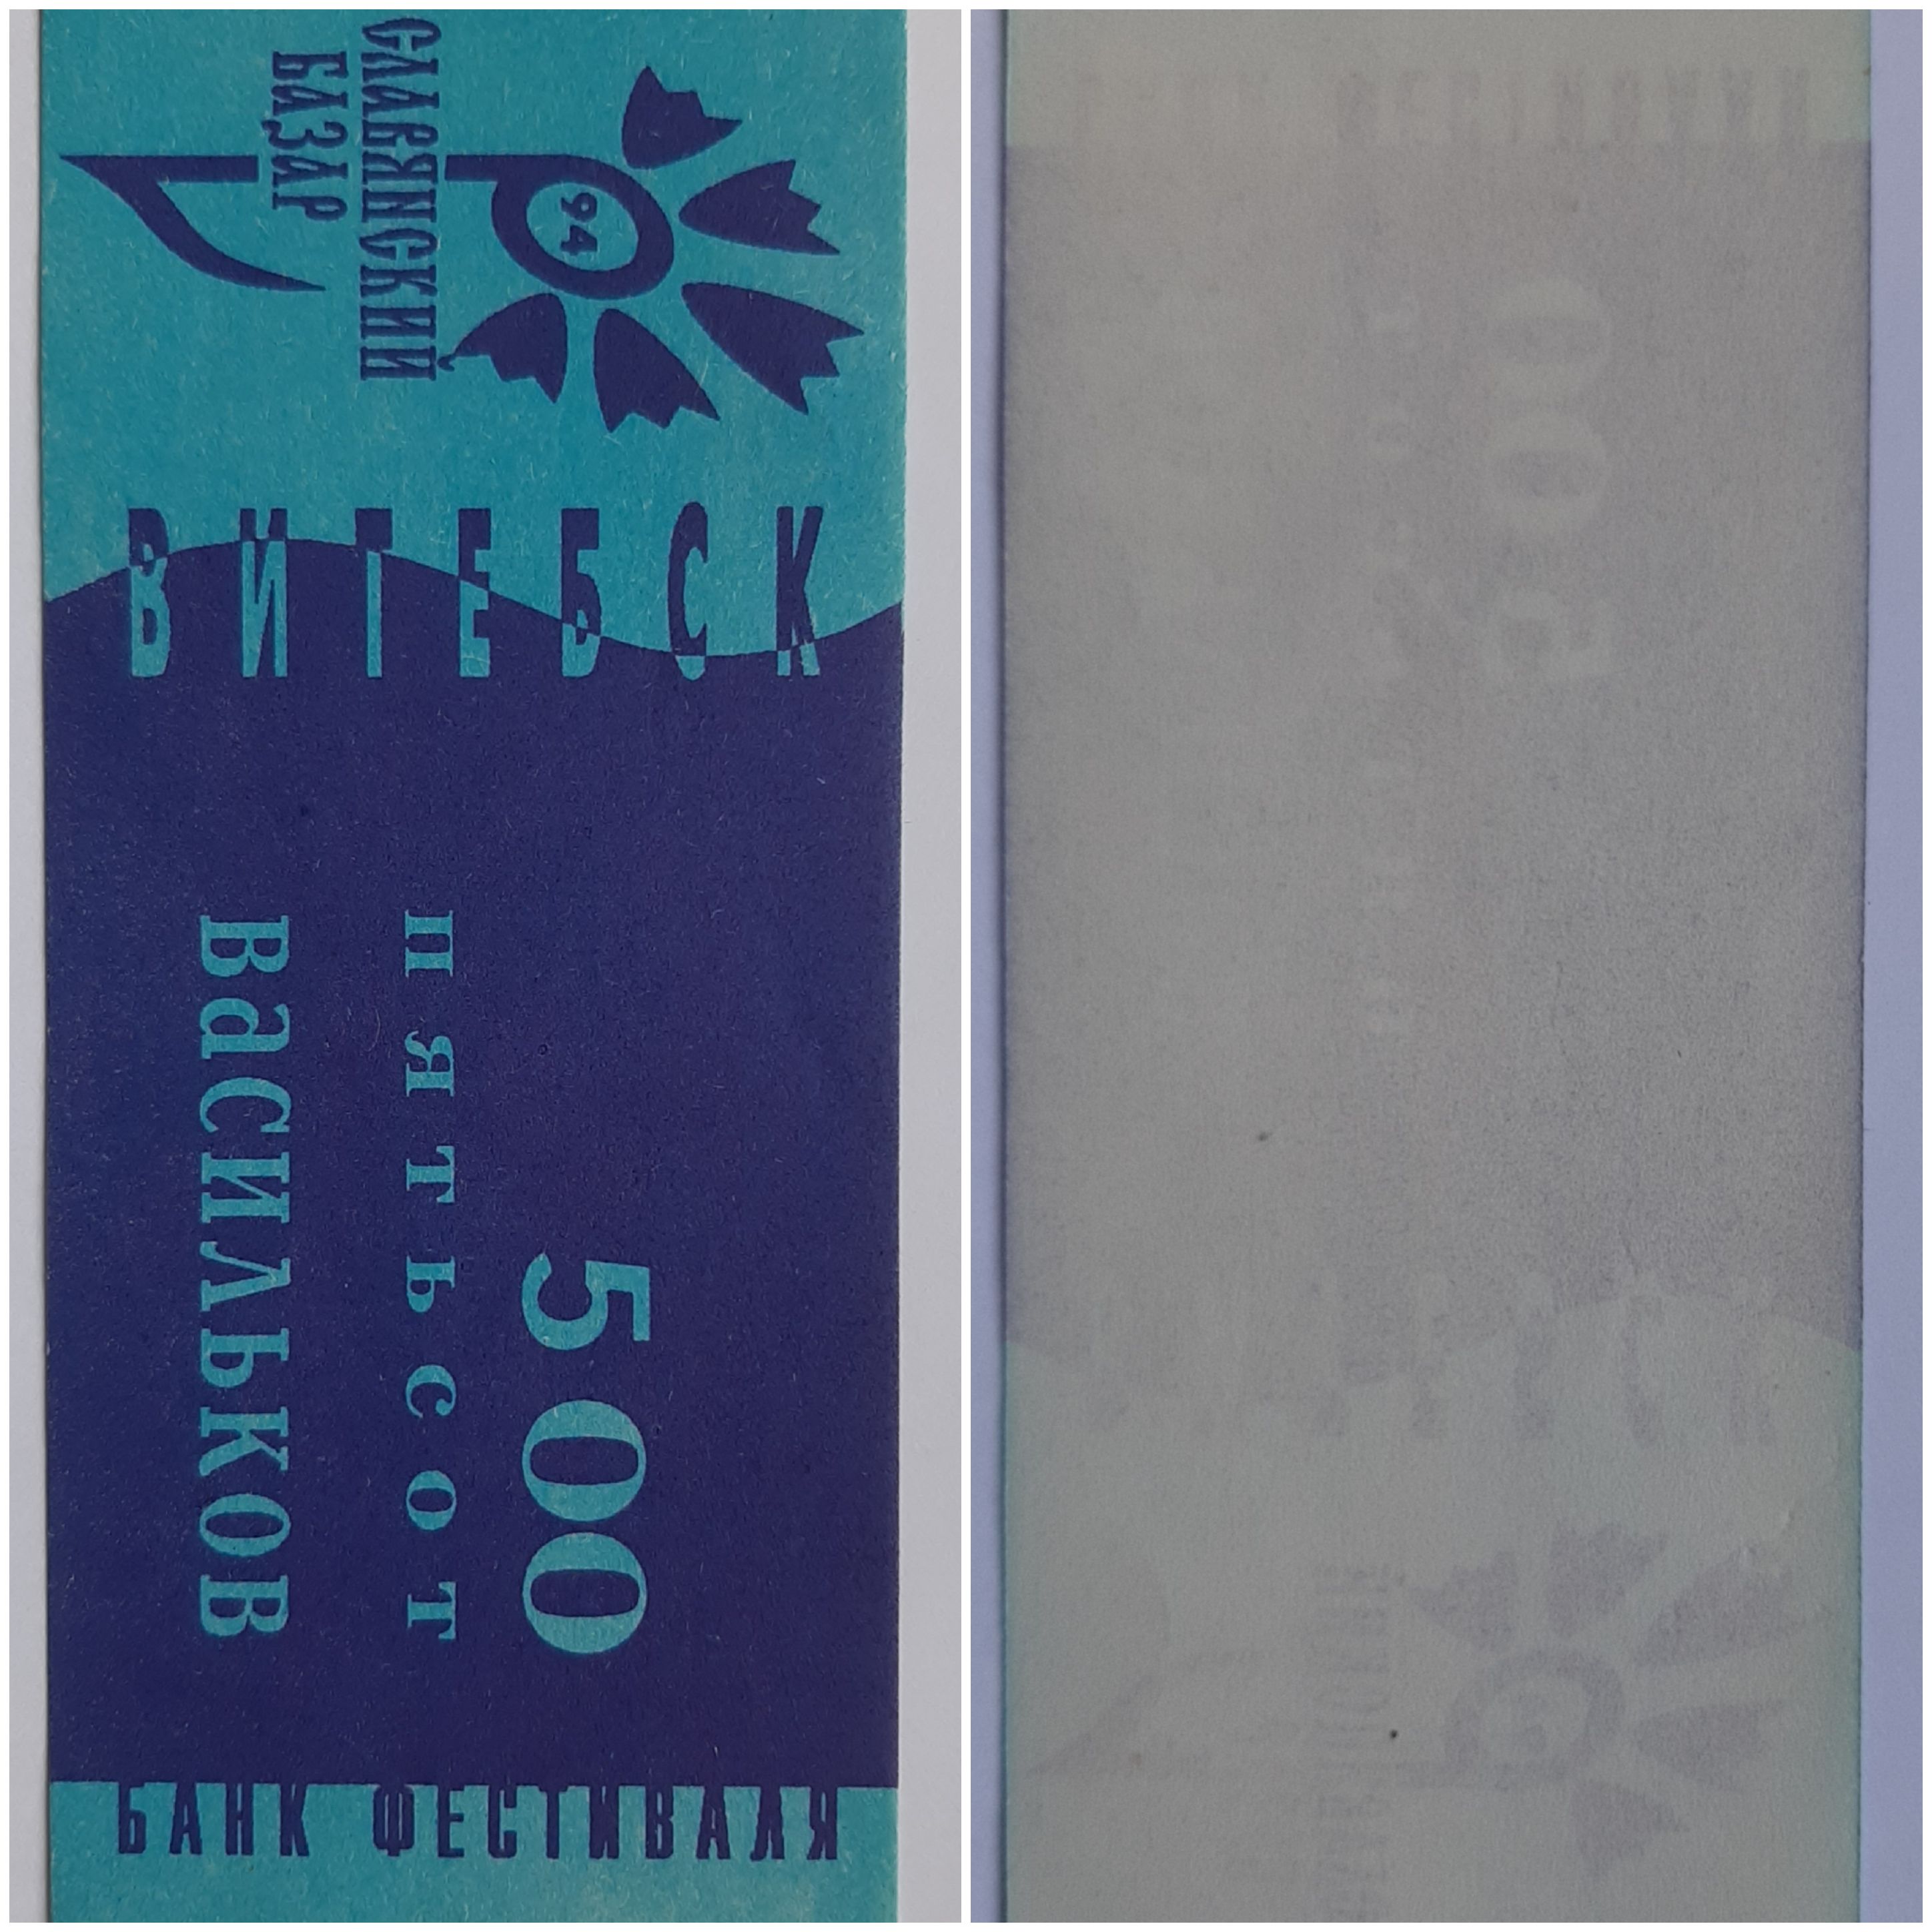 СЛАВЯНСКИЙ
БАЗАР
94
ВИТЕБСК
500
пятьсот
васильков
БАНК ФЕСТИВАЛЯ